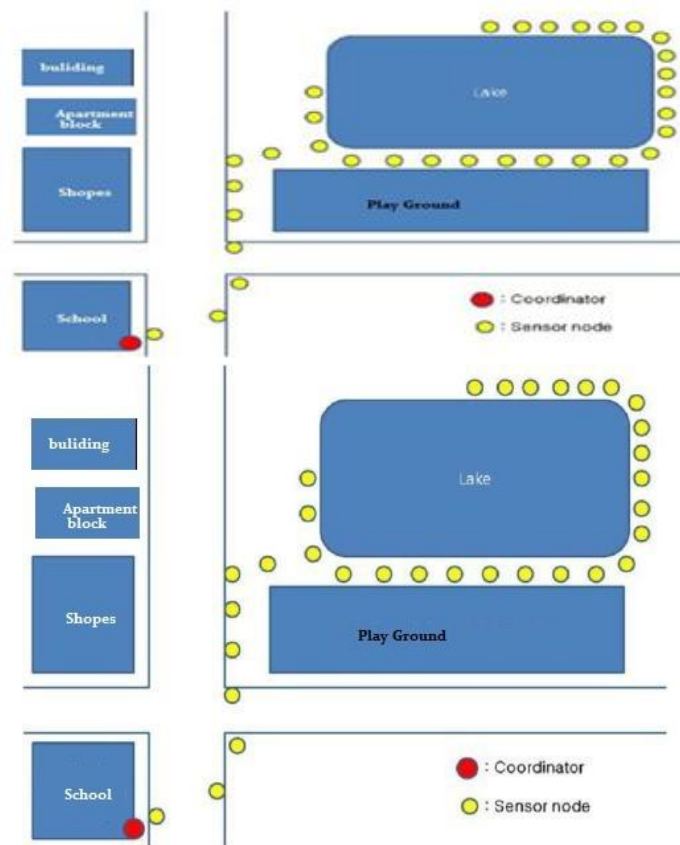 buliding
Lake
Apartment
block
Shopes
Play Ground
School
: Coordinator
: Sensor node
buliding
Lake
Apartment
block
Shopes
Play Ground
School
: Coordinator
: Sensor node